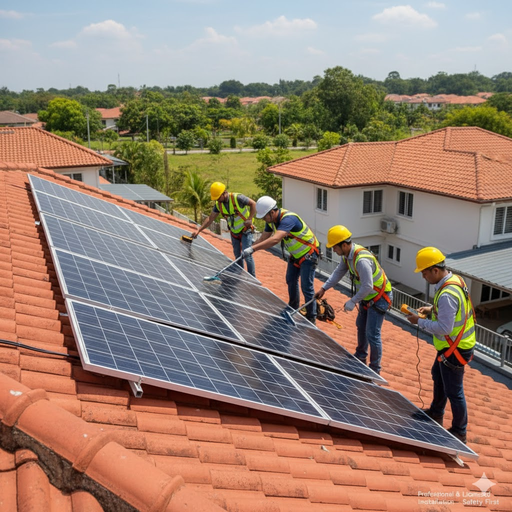 Professional & Licensed
Installation - Safety First